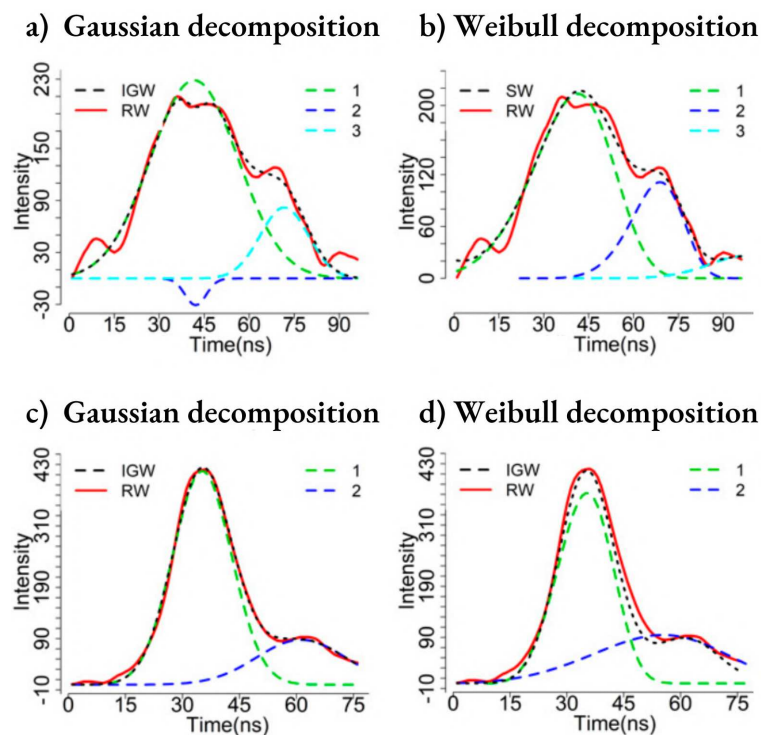 a) Gaussian decomposition
b) Weibull decomposition
230
150
90
30
-30
Intensity
IGW
RW
1
2
3
0 15 30 45 60 75 90
Time(ns)
200
120
60
0
Intensity
SW
RW
1
2
3
0 15 30 45 60 75 90
Time(ns)
c) Gaussian decomposition
d) Weibull decomposition
430
310
190
90
-10
Intensity
IGW
RW
1
2
0 15 30 45 60 75
Time(ns)
430
310
190
90
-10
Intensity
IGW
RW
1
2
0 15 30 45 60 75
Time(ns)